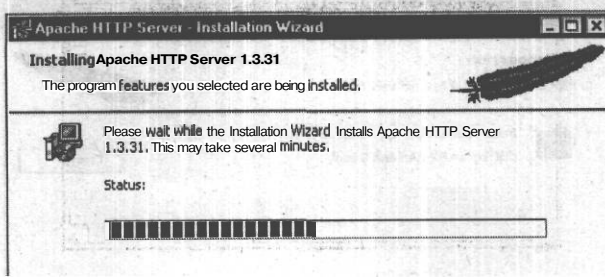 Apache HTTP Server - Installation Wizard
Installing Apache HTTP Server 1.3.31
The program features you selected are being installed.
Please wait while the Installation Wizard Installs Apache HTTP Server
1.3.31. This may take several minutes.
Status: